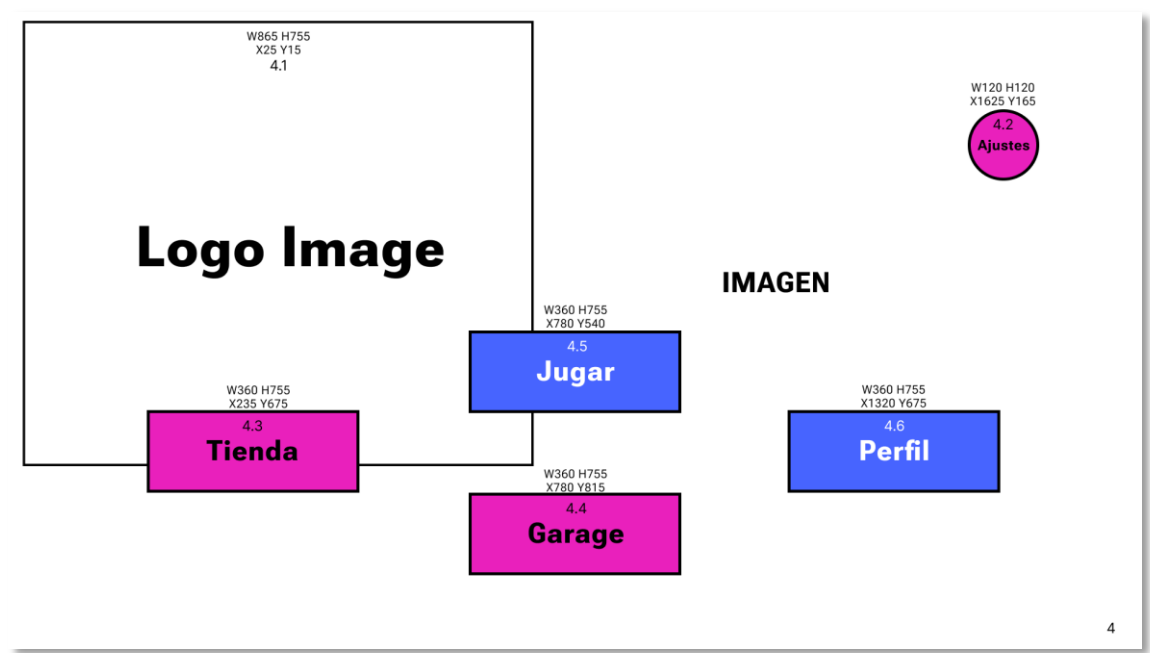 W865 H755
X25 Y15
4.1
Logo Image
W120 H120
X1625 Y165
4.2
Ajustes
IMAGEN
W360 H755
X780 Y540
4.5
Jugar
W360 H755
X235 Y675
4.3
Tienda
W360 H755
X1320 Y675
4.6
Perfil
W360 H755
X780 Y815
4.4
Garage
4